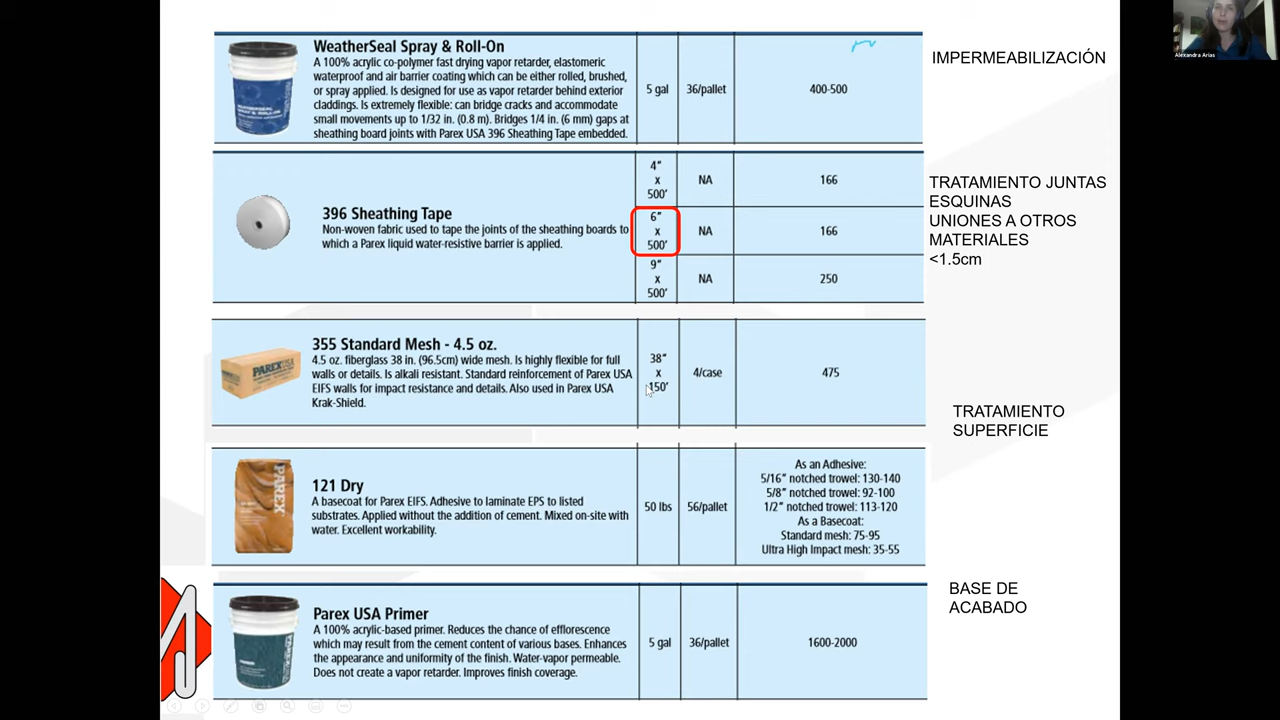 WeatherSeal Spray & Roll-On
A 100% acrylic co-polymer fast drying vapor retarder, elastomeric
waterproof and air barrier coating which can be either rolled, brushed,
or spray applied. Is designed for use as vapor retarder behind exterior
claddings. Is extremely flexible: can bridge cracks and accommodate
small movements up to 1/32 in. (0.8 m). Bridges 1/4 in. (6 mm) gaps at
sheathing board joints with Parex USA 396 Sheathing Tape embedded.
5 gal
36/pallet
400-500
IMPERMEABILIZACIÓN
Alexandra Arias
396 Sheathing Tape
Non-woven fabric used to tape the joints of the sheathing boards to
which a Parex liquid water-resistive barrier is applied.
4”
x
500’
NA
166
6”
x
500’
NA
166
9”
x
500’
NA
250
TRATAMIENTO JUNTAS
ESQUINAS
UNIONES A OTROS
MATERIALES
<1.5cm
355 Standard Mesh - 4.5 oz.
4.5 oz. fiberglass 38 in. (96.5cm) wide mesh. Is highly flexible for full
walls or details. Is alkali resistant. Standard reinforcement of Parex USA
EIFS walls for impact resistance and details. Also used in Parex USA
Krak-Shield.
38”
x
150’
4/case
475
PAREXUSA
TRATAMIENTO
SUPERFICIE
121 Dry
A basecoat for Parex EIFS. Adhesive to laminate EPS to listed
substrates. Applied without the addition of cement. Mixed on-site with
water. Excellent workability.
50 lbs
56/pallet
As an Adhesive:
5/16” notched trowel: 130-140
5/8” notched trowel: 92-100
1/2” notched trowel: 113-120
As a Basecoat:
Standard mesh: 75-95
Ultra High Impact mesh: 35-55
PAREX
BASE DE
ACABADO
Parex USA Primer
A 100% acrylic-based primer. Reduces the chance of efflorescence
which may result from the cement content of various bases. Enhances
the appearance and uniformity of the finish. Water-vapor permeable.
Does not create a vapor retarder. Improves finish coverage.
5 gal
36/pallet
1600-2000